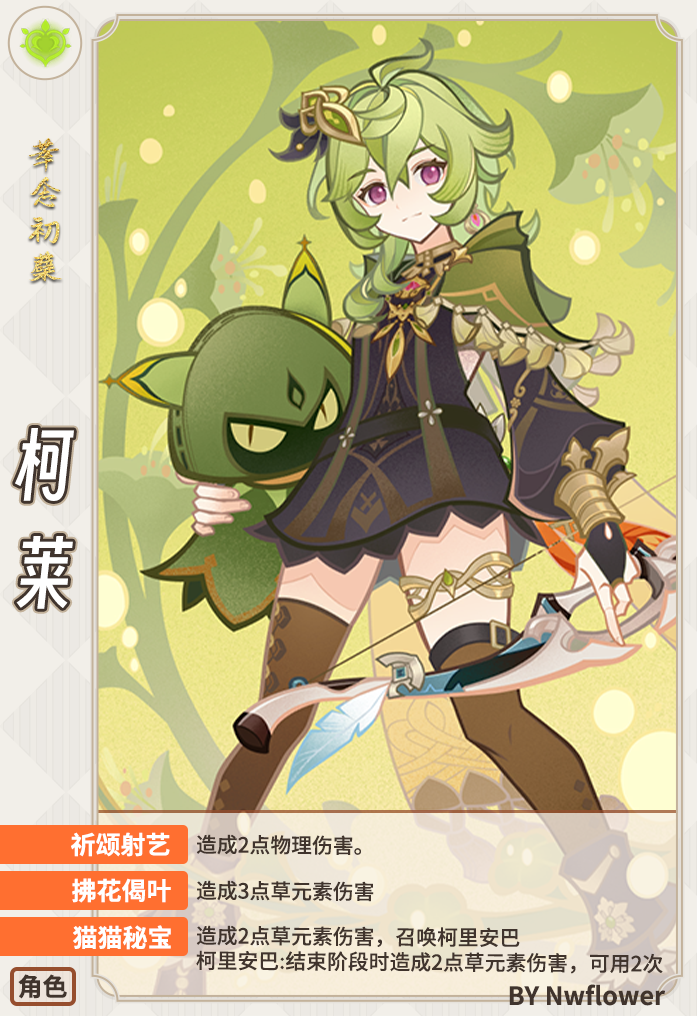 萃念初蘖
柯莱
祈颂射艺
造成2点物理伤害。
拂花偈叶
造成3点草元素伤害
猫猫秘宝
造成2点草元素伤害，召唤柯里安巴
柯里安巴:结束阶段时造成2点草元素伤害，可用2次
角色
BY Nwflower